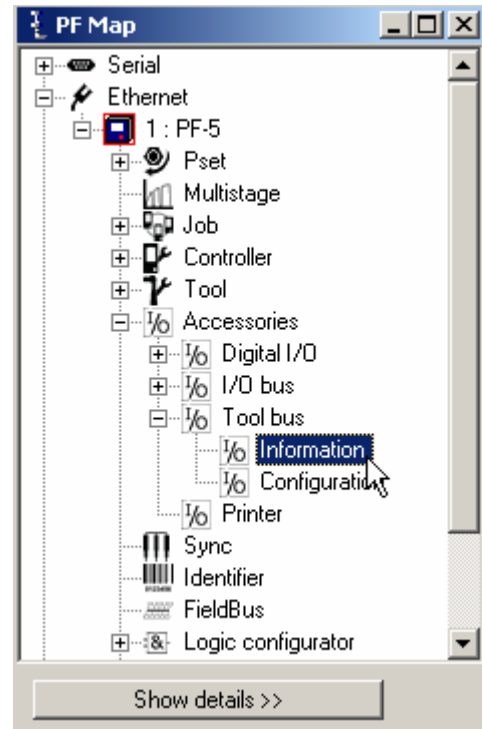 PF Map
Serial
Ethernet
1 : PF-5
Pset
Multistage
Job
Controller
Tool
I/O Accessories
I/O Digital I/O
I/O I/O bus
I/O Tool bus
I/O Information
I/O Configuration
I/O Printer
Sync
Identifier
FieldBus
& Logic configurator
Show details >>